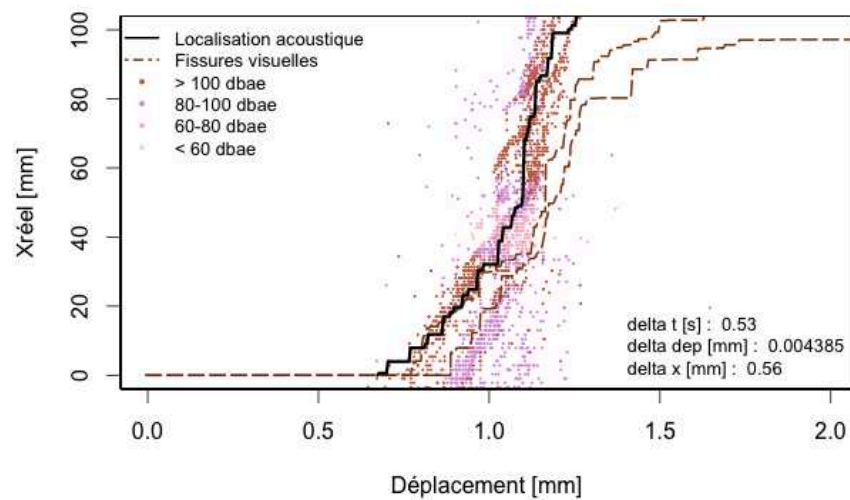 Localisation acoustique
Fissures visuelles
> 100 dbae
80-100 dbae
60-80 dbae
< 60 dbae
Xréel [mm]
100
80
60
40
20
0
delta t [s] : 0.53
delta dep [mm] : 0.004385
delta x [mm] : 0.56
0.0 0.5 1.0 1.5 2.0
Déplacement [mm]